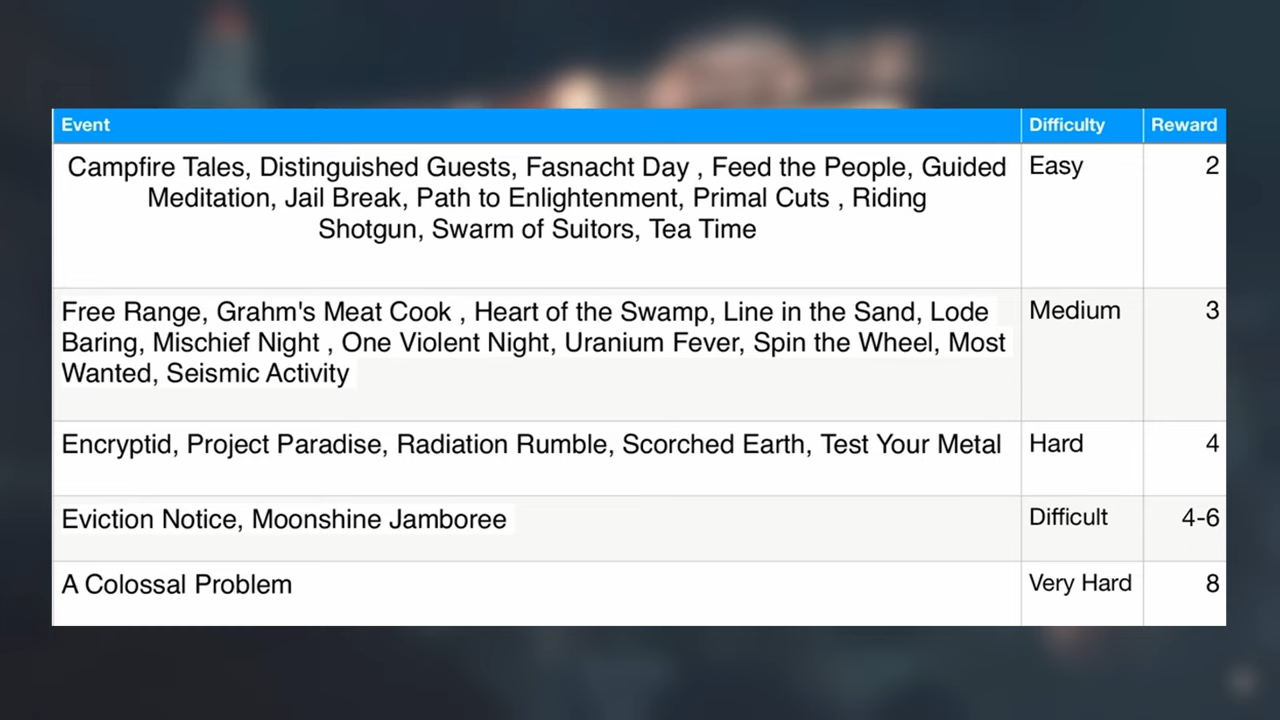 Event Difficulty Reward
Campfire Tales, Distinguished Guests, Fasnacht Day , Feed the People, Guided Easy 2
Meditation, Jail Break, Path to Enlightenment, Primal Cuts , Riding
Shotgun, Swarm of Suitors, Tea Time
Free Range, Grahm's Meat Cook , Heart of the Swamp, Line in the Sand, Lode Medium 3
Baring, Mischief Night , One Violent Night, Uranium Fever, Spin the Wheel, Most
Wanted, Seismic Activity
Encryptid, Project Paradise, Radiation Rumble, Scorched Earth, Test Your Metal Hard 4
Eviction Notice, Moonshine Jamboree Difficult 4-6
A Colossal Problem Very Hard 8